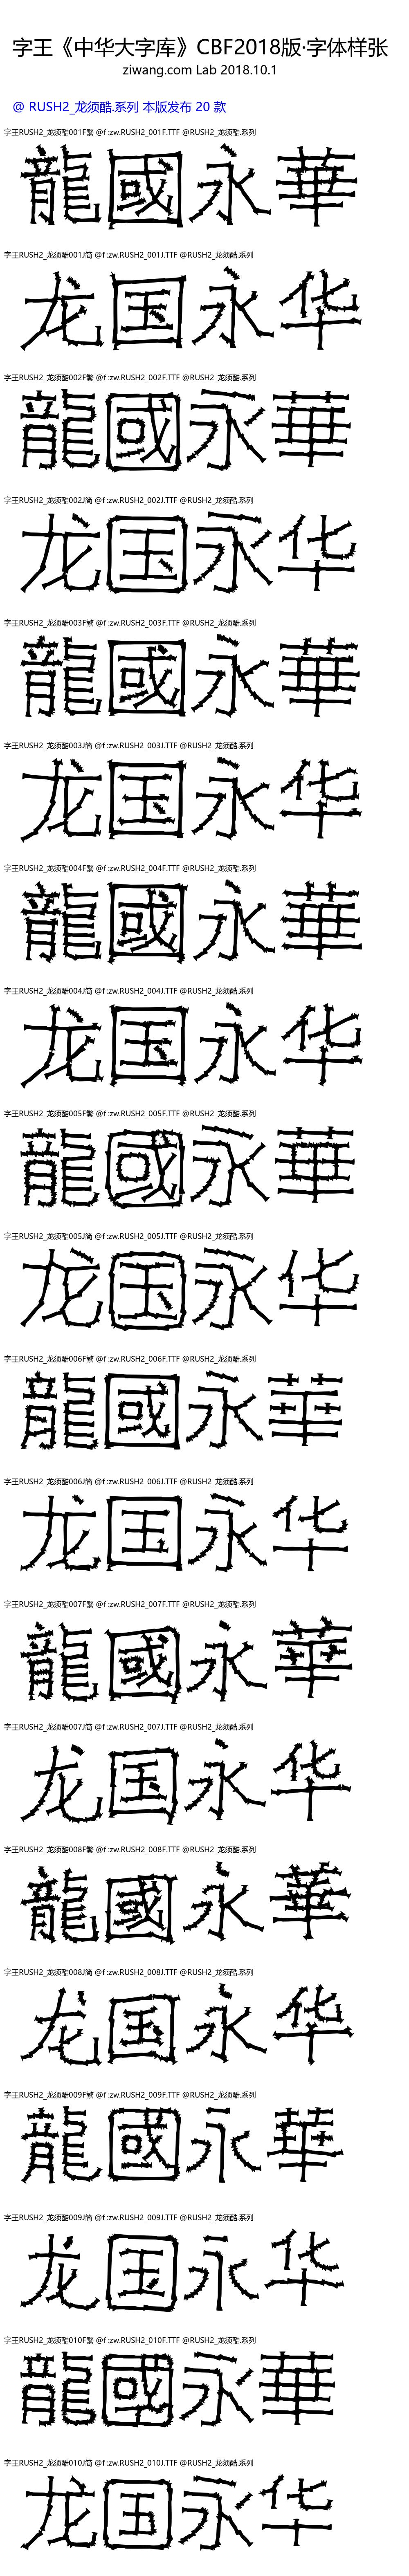 字王《中华大字库》CBF2018版·字体样张
ziwang.com Lab 2018.10.1
@ RUSH2_龙须酷.系列 本版发布 20 款
字王RUSH2_龙须酷001F繁 @f :zw.RUSH2_001F.TTF @RUSH2_龙须酷.系列
龍國永華
字王RUSH2_龙须酷001J简 @f :zw.RUSH2_001J.TTF @RUSH2_龙须酷.系列
龙国永华
字王RUSH2_龙须酷002F繁 @f :zw.RUSH2_002F.TTF @RUSH2_龙须酷.系列
龍國永華
字王RUSH2_龙须酷002J简 @f :zw.RUSH2_002J.TTF @RUSH2_龙须酷.系列
龙国永华
字王RUSH2_龙须酷003F繁 @f :zw.RUSH2_003F.TTF @RUSH2_龙须酷.系列
龍國永華
字王RUSH2_龙须酷003J简 @f :zw.RUSH2_003J.TTF @RUSH2_龙须酷.系列
龙国永华
字王RUSH2_龙须酷004F繁 @f :zw.RUSH2_004F.TTF @RUSH2_龙须酷.系列
龍國永華
字王RUSH2_龙须酷004J简 @f :zw.RUSH2_004J.TTF @RUSH2_龙须酷.系列
龙国永华
字王RUSH2_龙须酷005F繁 @f :zw.RUSH2_005F.TTF @RUSH2_龙须酷.系列
龍國永華
字王RUSH2_龙须酷005J简 @f :zw.RUSH2_005J.TTF @RUSH2_龙须酷.系列
龙国永华
字王RUSH2_龙须酷006F繁 @f :zw.RUSH2_006F.TTF @RUSH2_龙须酷.系列
龍國永華
字王RUSH2_龙须酷006J简 @f :zw.RUSH2_006J.TTF @RUSH2_龙须酷.系列
龙国永华
字王RUSH2_龙须酷007F繁 @f :zw.RUSH2_007F.TTF @RUSH2_龙须酷.系列
龍國永華
字王RUSH2_龙须酷007J简 @f :zw.RUSH2_007J.TTF @RUSH2_龙须酷.系列
龙国永华
字王RUSH2_龙须酷008F繁 @f :zw.RUSH2_008F.TTF @RUSH2_龙须酷.系列
龍國永華
字王RUSH2_龙须酷008J简 @f :zw.RUSH2_008J.TTF @RUSH2_龙须酷.系列
龙国永华
字王RUSH2_龙须酷009F繁 @f :zw.RUSH2_009F.TTF @RUSH2_龙须酷.系列
龍國永華
字王RUSH2_龙须酷009J简 @f :zw.RUSH2_009J.TTF @RUSH2_龙须酷.系列
龙国永华
字王RUSH2_龙须酷010F繁 @f :zw.RUSH2_010F.TTF @RUSH2_龙须酷.系列
龍國永華
字王RUSH2_龙须酷010J简 @f :zw.RUSH2_010J.TTF @RUSH2_龙须酷.系列
龙国永华